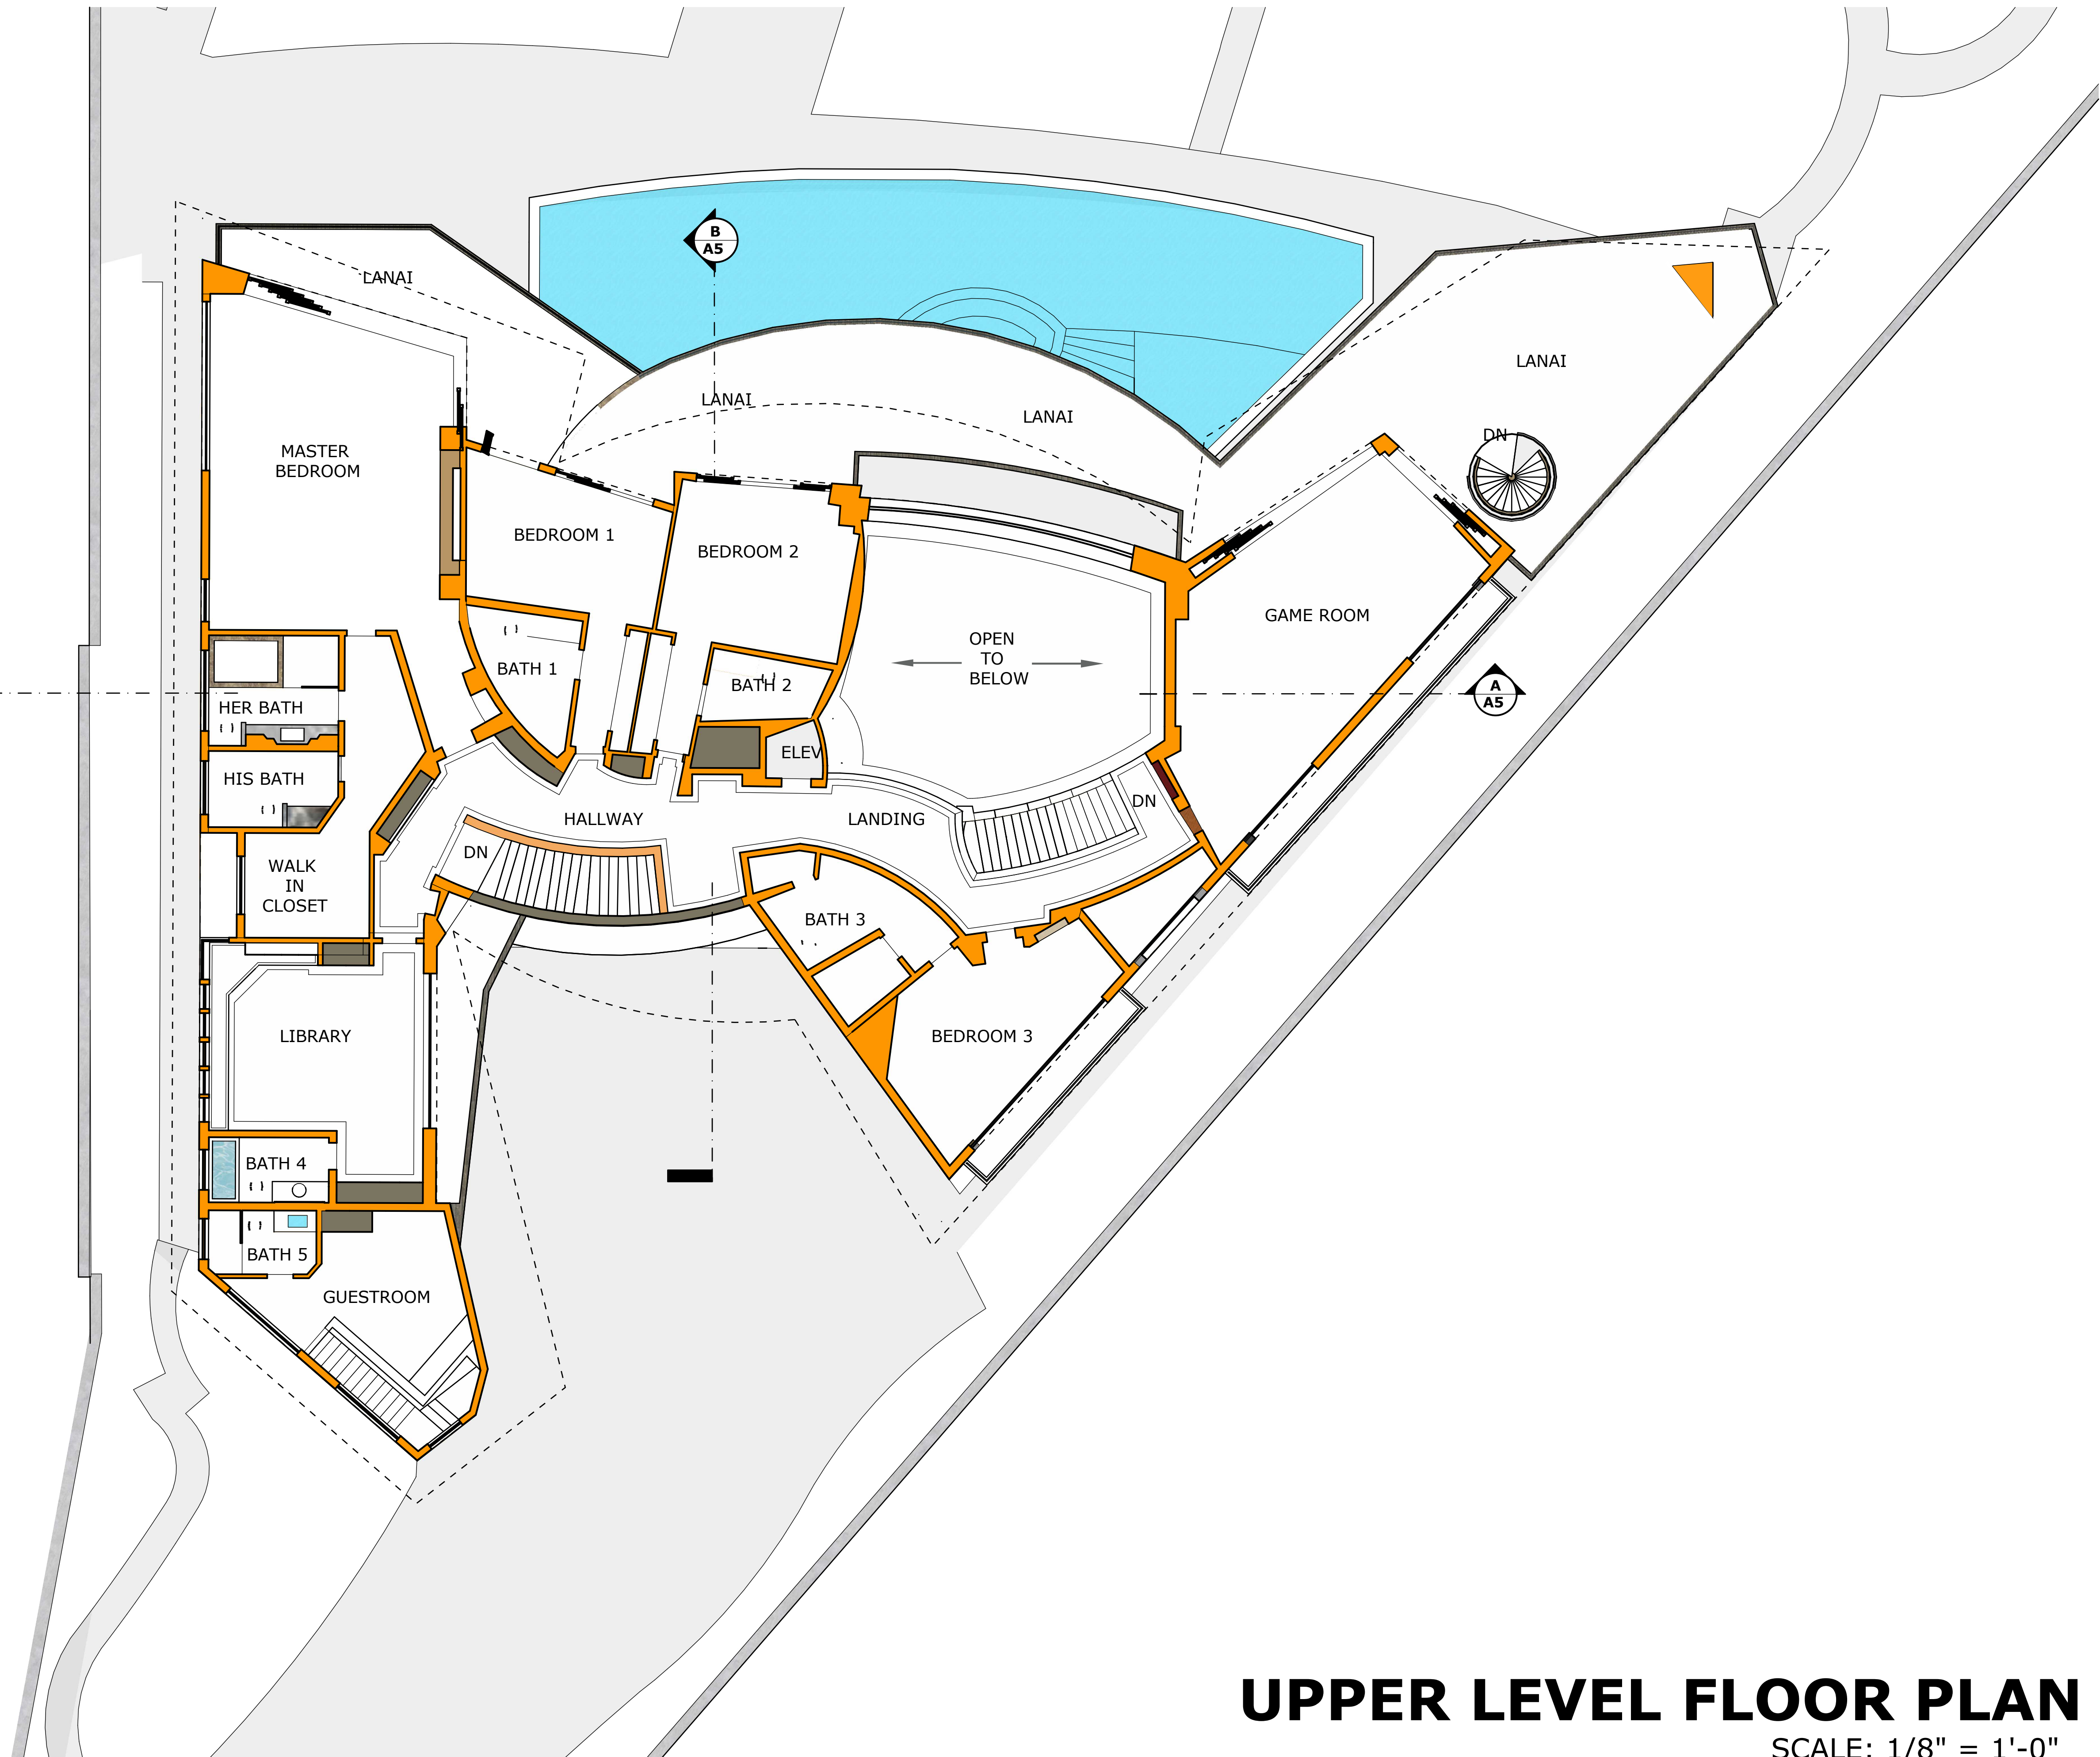 B
A5
LANAI
LANAI
LANAI
LANAI
DN
MASTER
BEDROOM
BEDROOM 1
BEDROOM 2
GAME ROOM
OPEN
TO
BELOW
BATH 1
BATH 2
A
A5
HER BATH
ELEV
HIS BATH
DN
HALLWAY
LANDING
DN
WALK
IN
CLOSET
BATH 3
LIBRARY
BEDROOM 3
BATH 4
BATH 5
GUESTROOM
UPPER LEVEL FLOOR PLAN
SCALE: 1/8" = 1'-0"